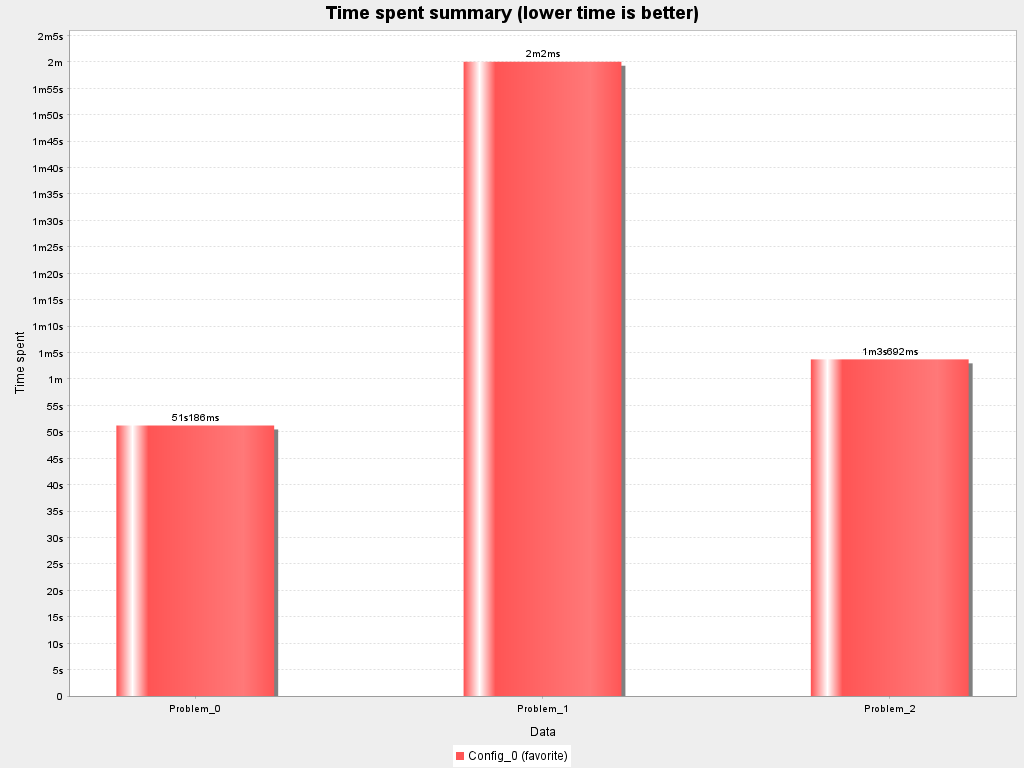 Time spent summary (lower time is better)
2m5s
2m
1m55s
1m50s
1m45s
1m40s
1m35s
1m30s
1m25s
1m20s
1m15s
1m10s
1m5s
1m
55s
50s
45s
40s
35s
30s
25s
20s
15s
10s
5s
0
Time spent
51s186ms
2m2ms
1m3s692ms
Problem_0
Problem_1
Problem_2
Data
Config_0 (favorite)